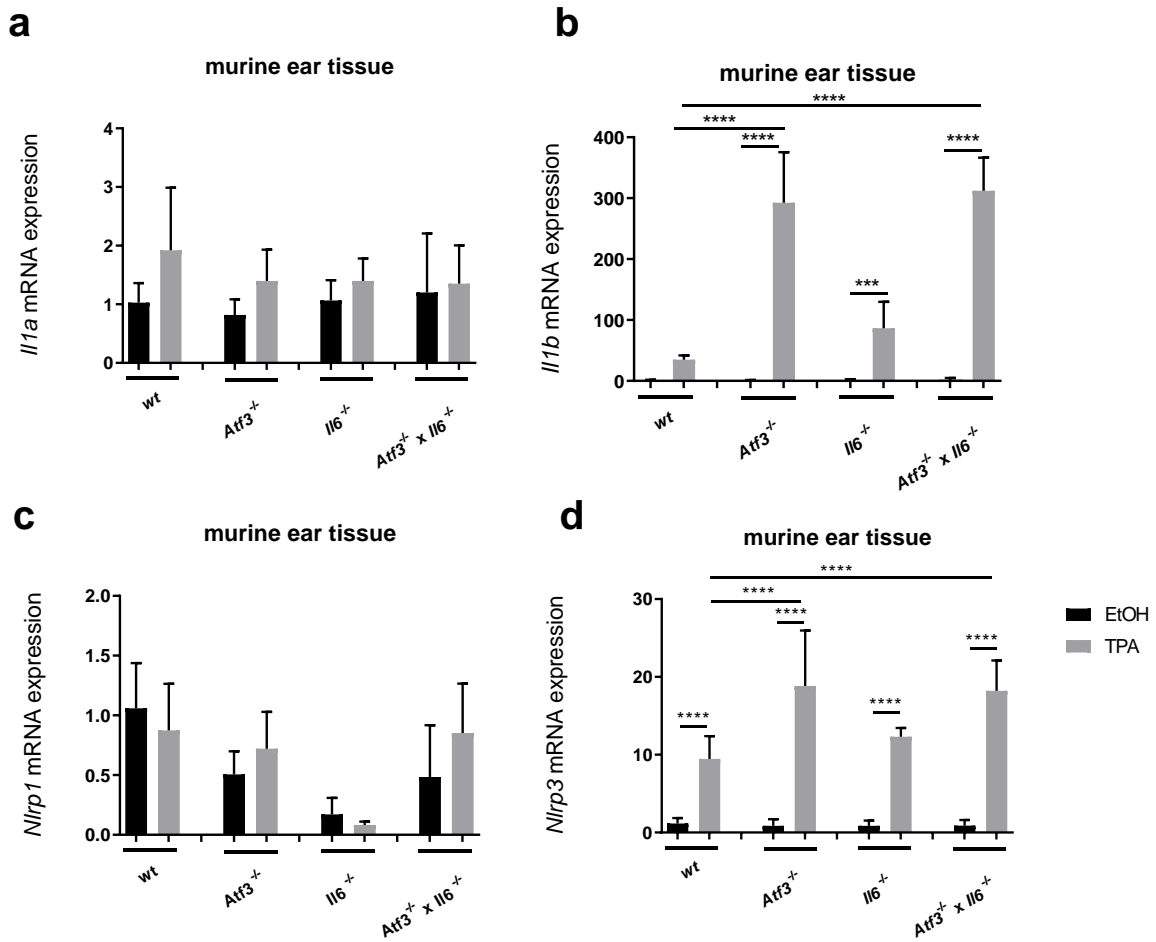 a
murine ear tissue
Il1a mRNA expression
4
3
2
1
0
wt
Atf3-/-
Il6-/-
Atf3-/- x Il6-/-
b
murine ear tissue
****
**** 
****
****
***
Il1b mRNA expression
400
300
200
100
0
wt
Atf3-/-
Il6-/-
Atf3-/- x Il6-/-
c
murine ear tissue
Nlrp1 mRNA expression
2.0
1.5
1.0
0.5
0.0
wt
Atf3-/-
Il6-/-
Atf3-/- x Il6-/-
d
murine ear tissue
****
****
****
****
****
****
Nlrp3 mRNA expression
30
20
10
0
wt
Atf3-/-
Il6-/-
Atf3-/- x Il6-/-
EtOH
TPA